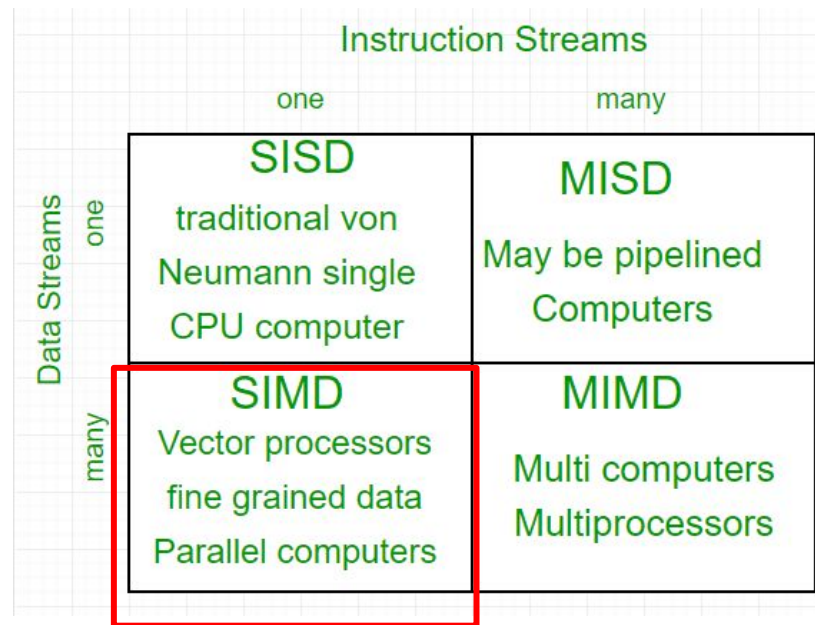 Instruction Streams
one many
Data Streams
one
SISD
traditional von
Neumann single
CPU computer
MISD
May be pipelined
Computers
many
SIMD
Vector processors
fine grained data
Parallel computers
MIMD
Multi computers
Multiprocessors